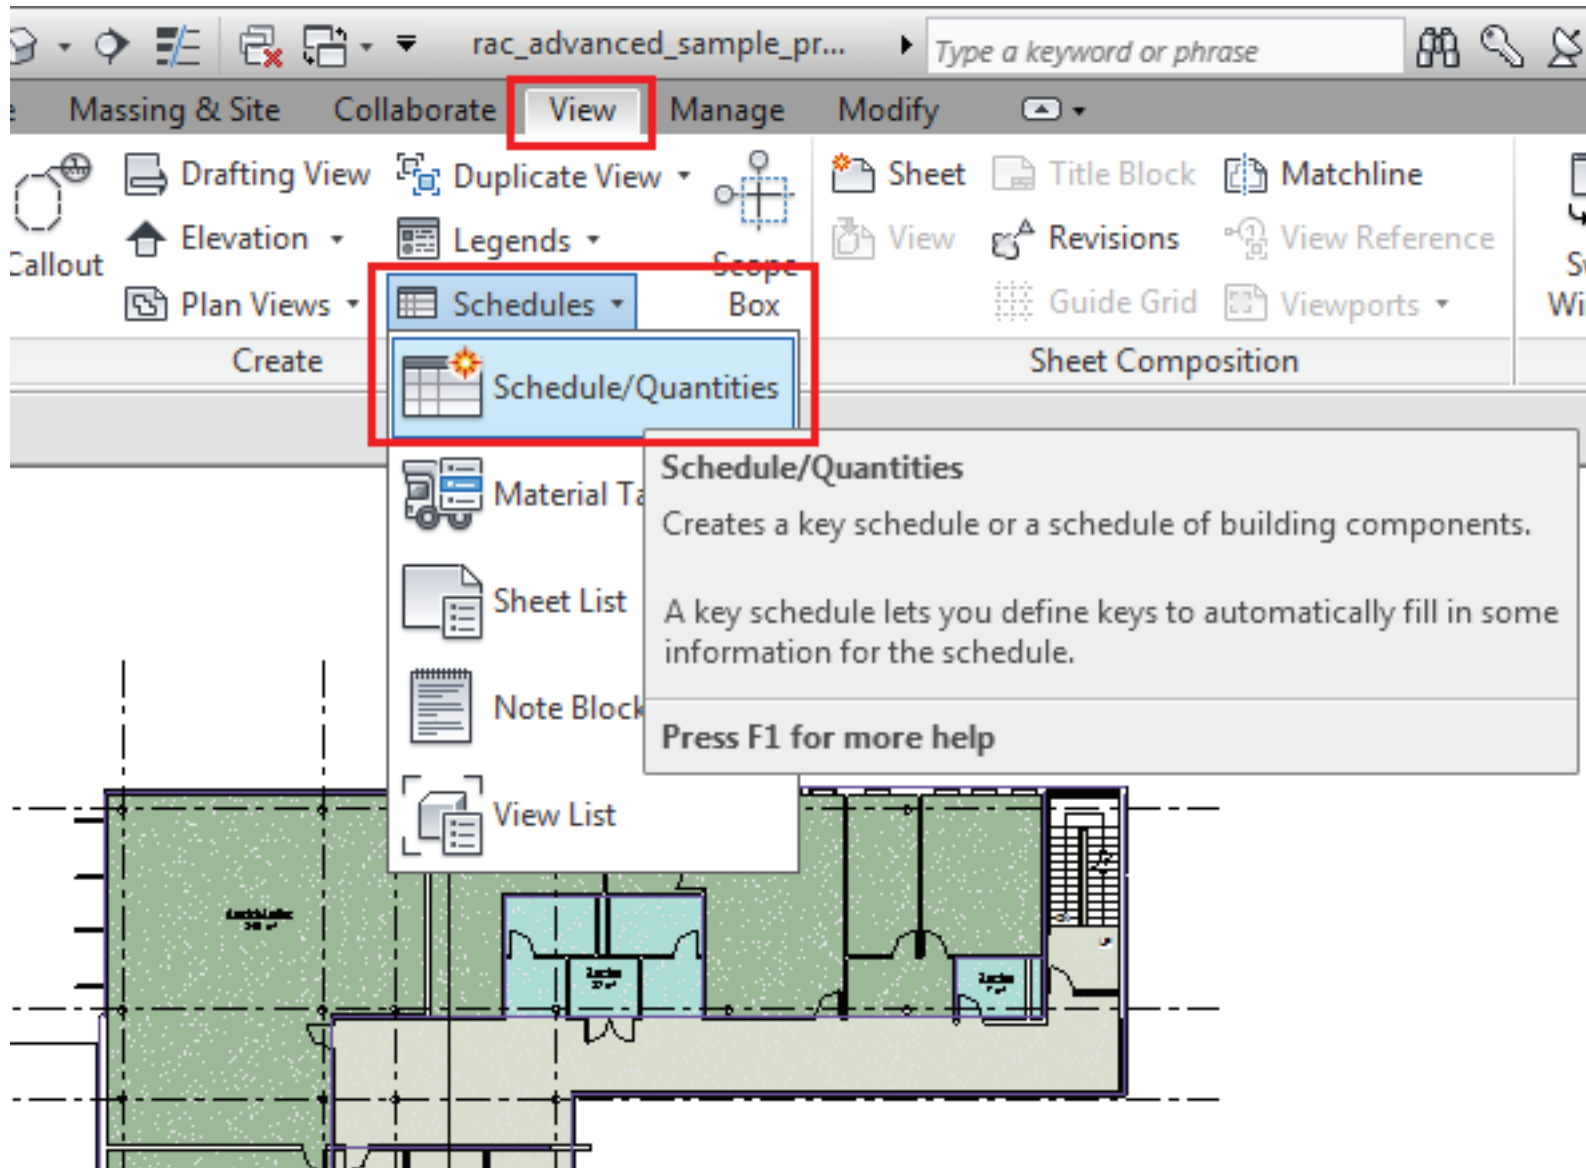 rac_advanced_sample_pr...
Type a keyword or phrase
Massing & Site
Collaborate
View
Manage
Modify
Drafting View
Duplicate View
Sheet
Title Block
Matchline
Elevation
Legends
View
Revisions
View Reference
Callout
Scope
Box
Plan Views
Schedules
Guide Grid
Viewports
Create
Sheet Composition
Schedule/Quantities
Schedule/Quantities
Creates a key schedule or a schedule of building components.
A key schedule lets you define keys to automatically fill in some
information for the schedule.
Press F1 for more help
Material
Sheet List
Note Block
View List